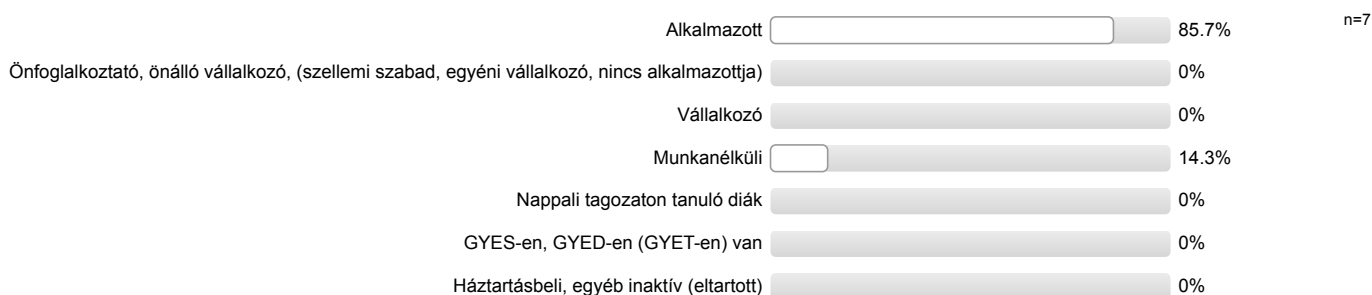 Alkalmazott 85.7% n=7
Önfoglalkoztató, önálló vállalkozó, (szellemi szabad, egyéni vállalkozó, nincs alkalmazottja) 0%
Vállalkozó 0%
Munkanélküli 14.3%
Nappali tagozaton tanuló diák 0%
GYES-en, GYED-en (GYET-en) van 0%
Háztartásbeli, egyéb inaktív (eltartott) 0%